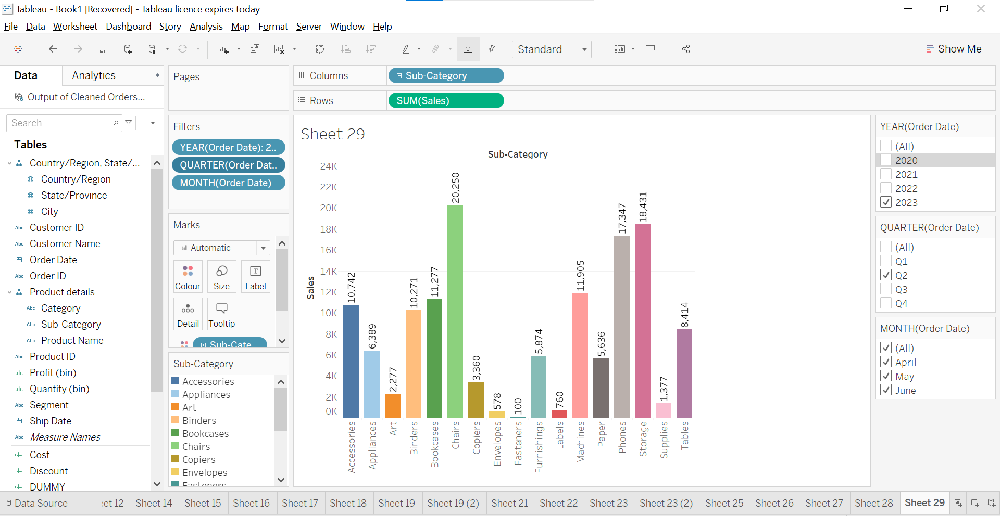 Tableau - Book1 [Recovered] - Tableau licence expires today
File Data Worksheet Dashboard Story Analysis Map Format Server Window Help
Standard
Show Me
Data
Analytics
Output of Cleaned Orders...
Search
Tables
Country/Region, State/...
Country/Region
State/Province
City
Abc Customer ID
Abc Customer Name
Order Date
Abc Order ID
Product details
Abc Category
Abc Sub-Category
Abc Product Name
Abc Product ID
Profit (bin)
Quantity (bin)
Abc Segment
Ship Date
Abc Measure Names
Cost
Discount
DUMMY
Pages
Filters
YEAR(Order Date): 2..
QUARTER(Order Dat..
MONTH(Order Date)
Marks
Automatic
Colour
Size
Label
Detail
Tooltip
Sub-Cate
Sub-Category
Accessories
Appliances
Art
Binders
Bookcases
Chairs
Copiers
Envelopes
Fasteners
Columns
Sub-Category
Rows
SUM(Sales)
Sheet 29
Sub-Category
Sales
24K
22K
20K
18K
16K
14K
12K
10K
8K
6K
4K
2K
0K
10,742
6,389
2,277
10,271
11,277
20,250
3,360
578
100
5,874
760
11,905
5,636
17,347
18,431
1,377
8,414
Accessories
Appliances
Art
Binders
Bookcases
Chairs
Copiers
Envelopes
Fasteners
Furnishings
Labels
Machines
Paper
Phones
Storage
Supplies
Tables
YEAR(Order Date)
(All)
2020
2021
2022
2023
QUARTER(Order Date)
(All)
Q1
Q2
Q3
Q4
MONTH(Order Date)
(All)
April
May
June
Data Source
et 12
Sheet 14
Sheet 15
Sheet 16
Sheet 17
Sheet 18
Sheet 19
Sheet 19 (2)
Sheet 21
Sheet 22
Sheet 23
Sheet 23 (2)
Sheet 25
Sheet 26
Sheet 27
Sheet 28
Sheet 29